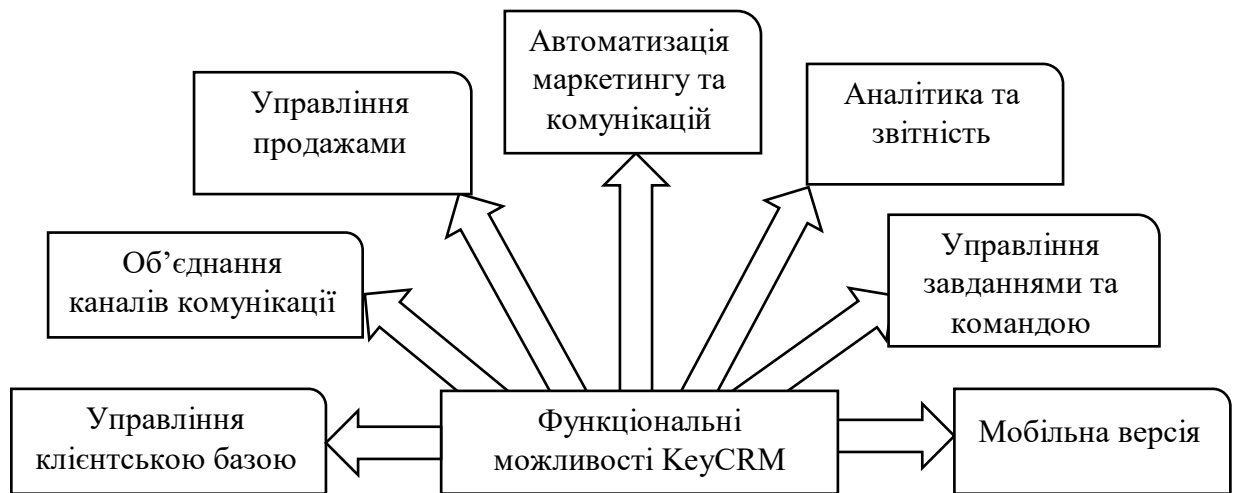 Автоматизація
маркетингу та
комунікацій
Управління
продажами
Аналітика та
звітність
Об’єднання
каналів комунікації
Управління
завданнями та
командою
Управління
клієнтською базою
Функціональні
можливості KeyCRM
Мобільна версія